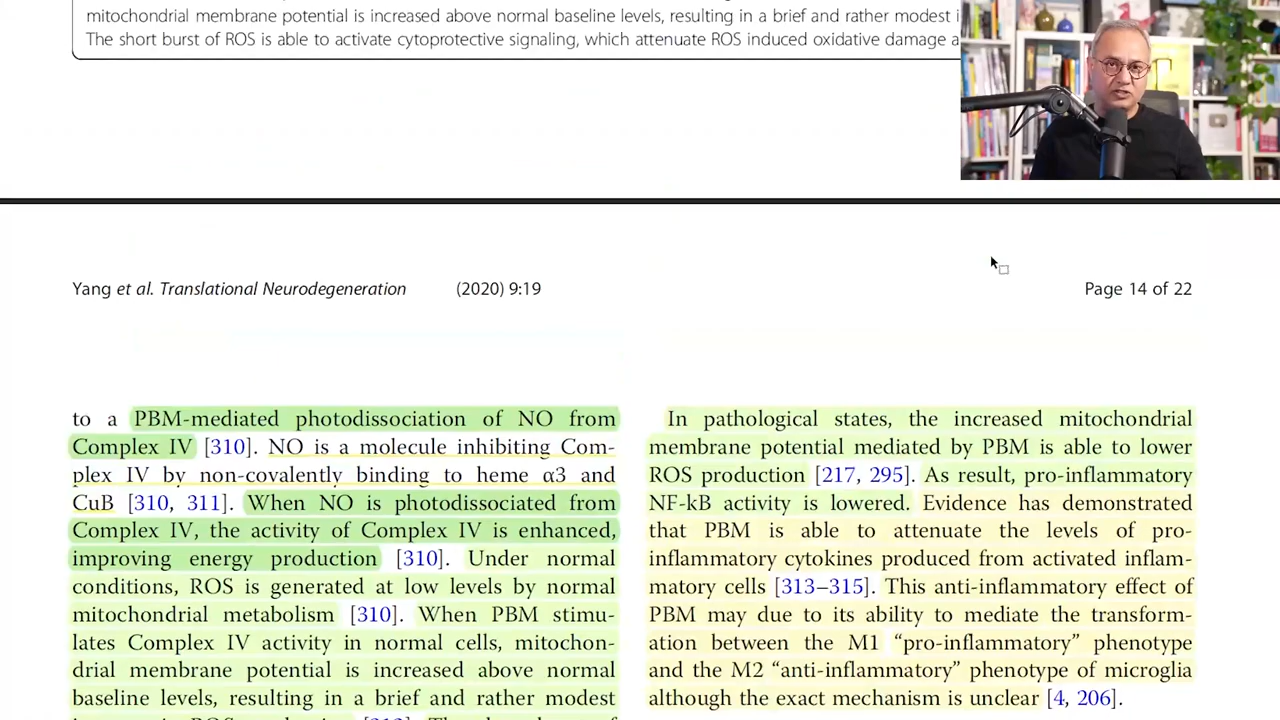 mitochondrial membrane potential is increased above normal baseline levels, resulting in a brief and rather modest
The short burst of ROS is able to activate cytoprotective signaling, which attenuate ROS induced oxidative damage a
Yang et al. Translational Neurodegeneration (2020) 9:19
Page 14 of 22
to a PBM-mediated photodissociation of NO from
Complex IV [310]. NO is a molecule inhibiting Com-
plex IV by non-covalently binding to heme α3 and
CuB [310, 311]. When NO is photodissociated from
Complex IV, the activity of Complex IV is enhanced,
improving energy production [310]. Under normal
conditions, ROS is generated at low levels by normal
mitochondrial metabolism [310]. When PBM stimu-
lates Complex IV activity in normal cells, mitochon-
drial membrane potential is increased above normal
baseline levels, resulting in a brief and rather modest
In pathological states, the increased mitochondrial
membrane potential mediated by PBM is able to lower
ROS production [217, 295]. As result, pro-inflammatory
NF-kB activity is lowered. Evidence has demonstrated
that PBM is able to attenuate the levels of pro-
inflammatory cytokines produced from activated inflam-
matory cells [313–315]. This anti-inflammatory effect of
PBM may due to its ability to mediate the transform-
ation between the M1 “pro-inflammatory” phenotype
and the M2 “anti-inflammatory” phenotype of microglia
although the exact mechanism is unclear [4, 206].